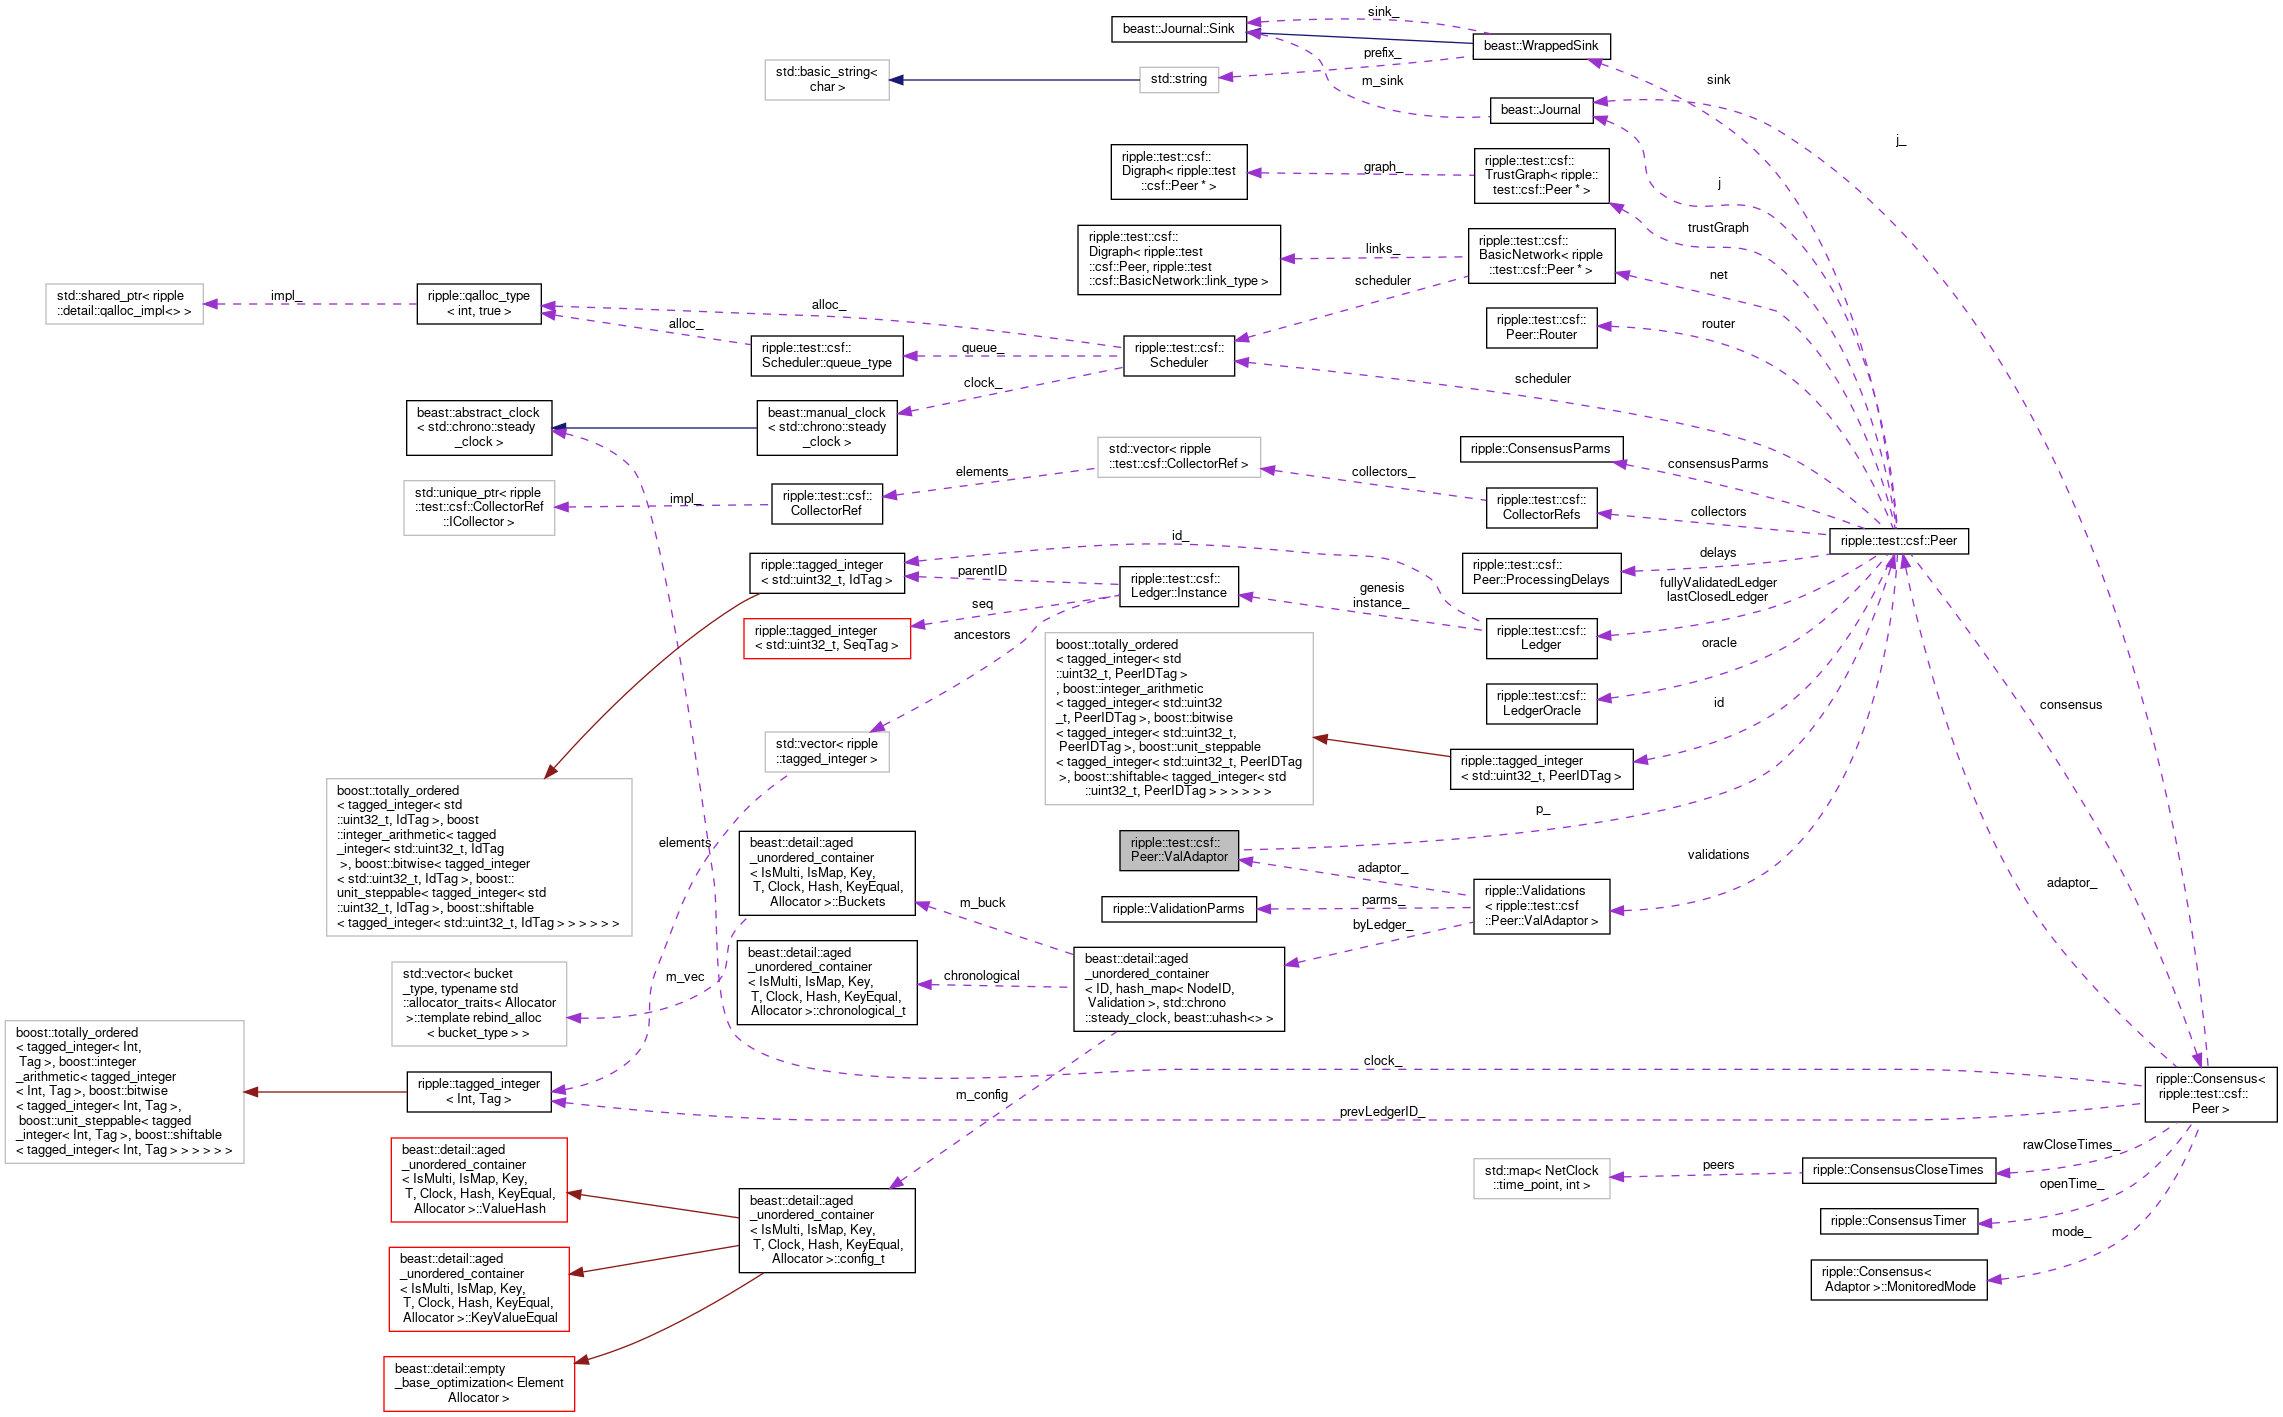 sink_
beast::Journal::Sink
beast::WrappedSink
prefix_
std::basic_string<
char >
std::string
m_sink
sink
beast::Journal
j_
ripple::test::csf::
Digraph< ripple::test
::csf::Peer * >
graph_
ripple::test::csf::
TrustGraph< ripple::
test::csf::Peer * >
j
trustGraph
ripple::test::csf::
Digraph< ripple::test
::csf::Peer, ripple::test
::csf::BasicNetwork::link_type >
links_
ripple::test::csf::
BasicNetwork< ripple
::test::csf::Peer * >
net
scheduler
std::shared_ptr< ripple
::detail::qalloc_impl<> >
impl_
ripple::qalloc_type
< int, true >
alloc_
alloc_
ripple::test::csf::
Peer::Router
router
ripple::test::csf::
Scheduler::queue_type
queue_
ripple::test::csf::
Scheduler
clock_
scheduler
beast::abstract_clock
< std::chrono::steady
_clock >
beast::manual_clock
< std::chrono::steady
_clock >
std::vector< ripple
::test::csf::CollectorRef >
elements
collectors_
ripple::ConsensusParms
consensusParms
std::unique_ptr< ripple
::test::csf::CollectorRef
::ICollector >
impl_
ripple::test::csf::
CollectorRef
ripple::test::csf::
CollectorRefs
collectors
ripple::test::csf::Peer
id_
ripple::tagged_integer
< std::uint32_t, IdTag >
parentID
ripple::test::csf::
Ledger::Instance
ripple::test::csf::
Peer::ProcessingDelays
delays
fullyValidatedLedger
lastClosedLedger
genesis
instance_
seq
ripple::tagged_integer
< std::uint32_t, SeqTag >
ancestors
ripple::test::csf::
Ledger
oracle
boost::totally_ordered
< tagged_integer< std
::uint32_t, PeerIDTag >
, boost::integer_arithmetic
< tagged_integer< std::uint32
_t, PeerIDTag >, boost::bitwise
< tagged_integer< std::uint32_t,
PeerIDTag >, boost::unit_steppable
< tagged_integer< std::uint32_t, PeerIDTag
>, boost::shiftable< tagged_integer< std
::uint32_t, PeerIDTag > > > > > >
ripple::test::csf::
LedgerOracle
id
consensus
std::vector< ripple
::tagged_integer >
ripple::tagged_integer
< std::uint32_t, PeerIDTag >
boost::totally_ordered
< tagged_integer< std
::uint32_t, IdTag >, boost
::integer_arithmetic< tagged
_integer< std::uint32_t, IdTag
>, boost::bitwise< tagged_integer
< std::uint32_t, IdTag >, boost::
unit_steppable< tagged_integer< std
::uint32_t, IdTag >, boost::shiftable
< tagged_integer< std::uint32_t, IdTag > > > > > >
p_
elements
beast::detail::aged
_unordered_container
< IsMulti, IsMap, Key,
T, Clock, Hash, KeyEqual,
Allocator >::Buckets
ripple::test::csf::
Peer::ValAdaptor
adaptor_
validations
adaptor_
m_buck
ripple::ValidationParms
parms_
ripple::Validations
< ripple::test::csf
::Peer::ValAdaptor >
byLedger_
beast::detail::aged
_unordered_container
< IsMulti, IsMap, Key,
T, Clock, Hash, KeyEqual,
Allocator >::chronological_t
chronological
beast::detail::aged
_unordered_container
< ID, hash_map< NodeID,
Validation >, std::chrono
::steady_clock, beast::uhash<> >
m_vec
std::vector< bucket
_type, typename std
::allocator_traits< Allocator
>::template rebind_alloc
< bucket_type > >
boost::totally_ordered
< tagged_integer< Int,
Tag >, boost::integer
_arithmetic< tagged_integer
< Int, Tag >, boost::bitwise
< tagged_integer< Int, Tag >,
boost::unit_steppable< tagged
_integer< Int, Tag >, boost::shiftable
< tagged_integer< Int, Tag > > > > > >
ripple::tagged_integer
< Int, Tag >
m_config
clock_
prevLedgerID_
ripple::Consensus<
ripple::test::csf::
Peer >
rawCloseTimes_
beast::detail::aged
_unordered_container
< IsMulti, IsMap, Key,
T, Clock, Hash, KeyEqual,
Allocator >::ValueHash
std::map< NetClock
::time_point, int >
peers
ripple::ConsensusCloseTimes
openTime_
beast::detail::aged
_unordered_container
< IsMulti, IsMap, Key,
T, Clock, Hash, KeyEqual,
Allocator >::config_t
ripple::ConsensusTimer
mode_
beast::detail::aged
_unordered_container
< IsMulti, IsMap, Key,
T, Clock, Hash, KeyEqual,
Allocator >::KeyValueEqual
ripple::Consensus<
Adaptor >::MonitoredMode
beast::detail::empty
_base_optimization< Element
Allocator >